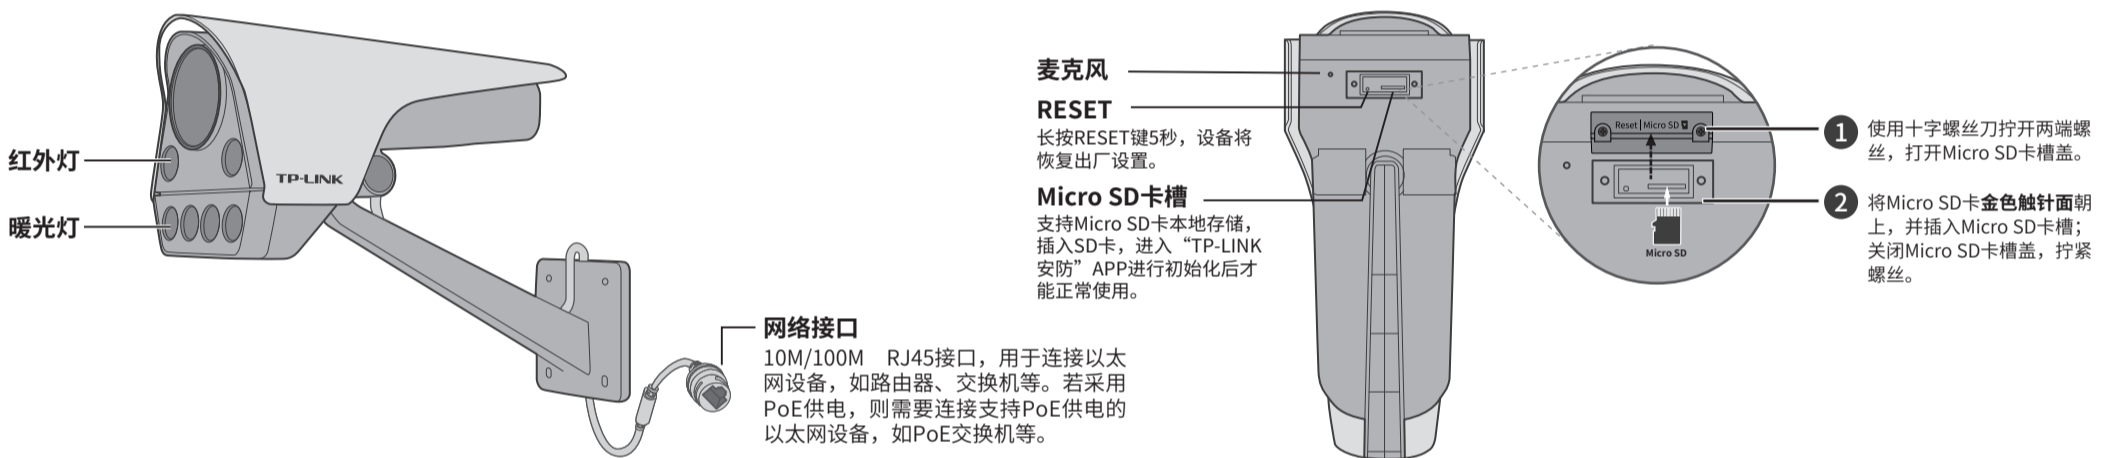 红外灯
暖光灯
TP-LINK
网络接口
10M/100M RJ45接口，用于连接以太
网设备，如路由器、交换机等。若采用
PoE供电，则需要连接支持PoE供电的
以太网设备，如PoE交换机等。
麦克风
RESET
长按RESET键5秒，设备将
恢复出厂设置。
Micro SD卡槽
支持Micro SD卡本地存储，
插入SD卡，进入“TP-LINK
安防”APP进行初始化后才
能正常使用。
Reset | Micro SD
Micro SD
1 使用十字螺丝刀拧开两端螺
丝，打开Micro SD卡槽盖。
2 将Micro SD卡金色触针面朝
上，并插入Micro SD卡槽；
关闭Micro SD卡槽盖，拧紧
螺丝。